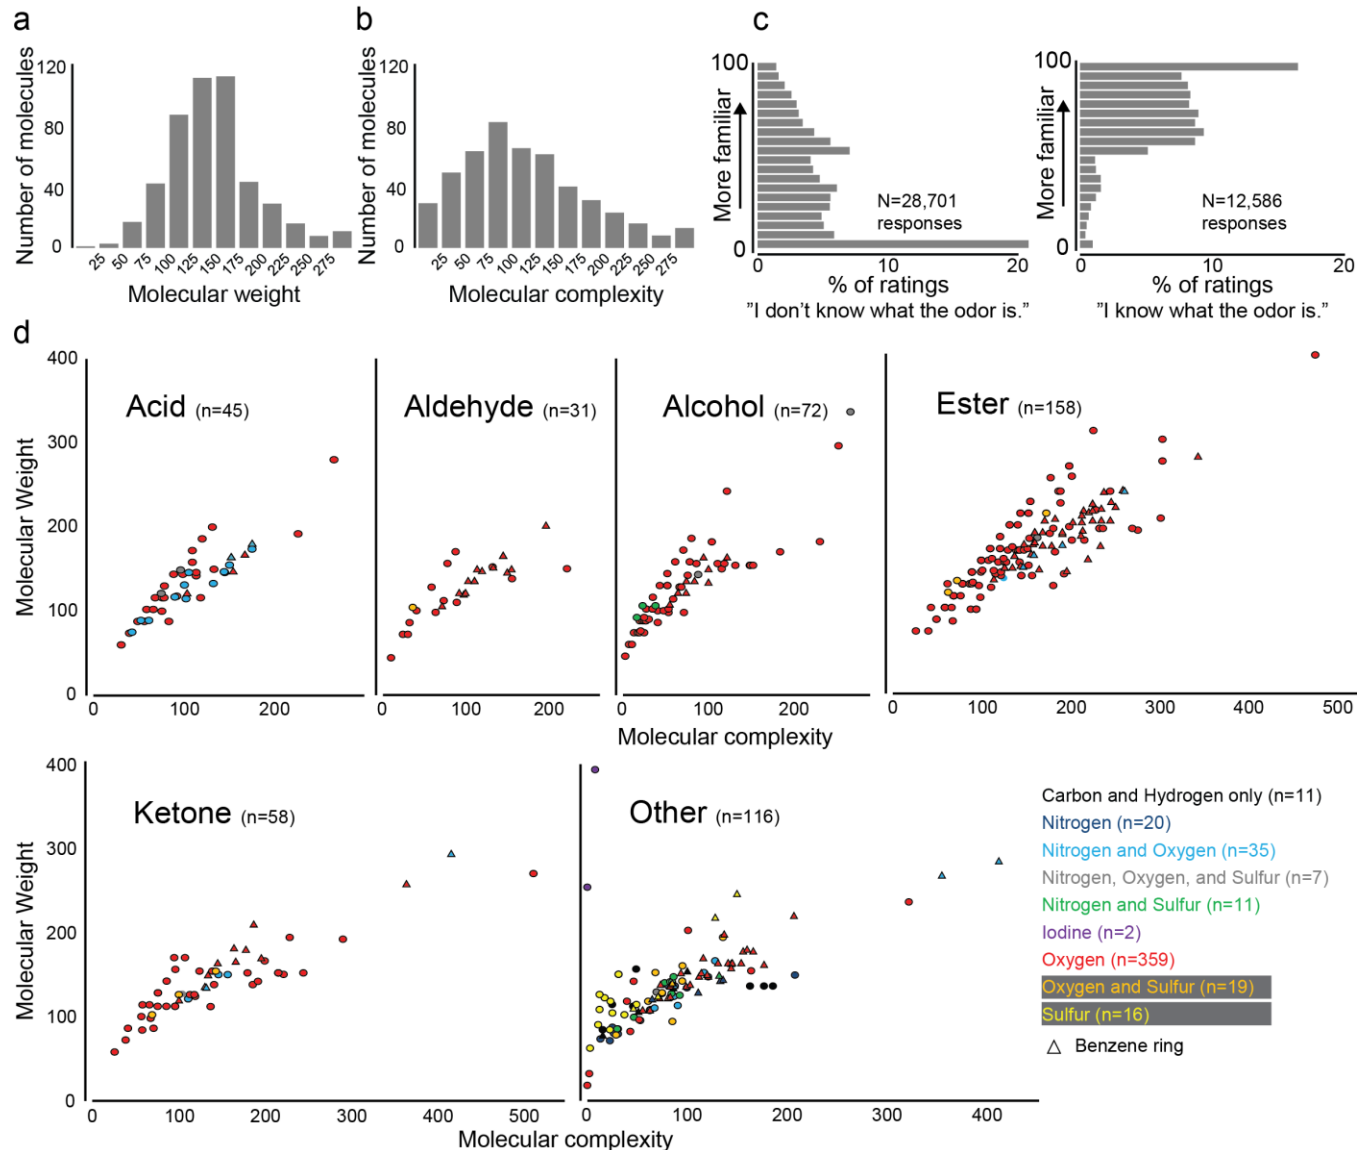 a
b
c
Number of molecules
120
80
40
0
25
50
75
100
125
150
175
200
225
250
275
Molecular weight
Number of molecules
120
80
40
0
25
50
75
100
125
150
175
200
225
250
275
Molecular complexity
More familiar
100
0
N=28,701
responses
0
10
20
% of ratings
"I don't know what the odor is."
More familiar
100
0
N=12,586
responses
0
10
20
% of ratings
"I know what the odor is."
d
Molecular Weight
400
300
200
100
0
Acid (n=45)
0
100
200
Aldehyde (n=31)
0
100
200
Alcohol (n=72)
0
100
200
Ester (n=158)
0
100
200
300
400
500
Molecular complexity
Molecular Weight
400
300
200
100
0
Ketone (n=58)
0
100
200
300
400
500
Other (n=116)
0
100
200
300
400
Molecular complexity
Carbon and Hydrogen only (n=11)
Nitrogen (n=20)
Nitrogen and Oxygen (n=35)
Nitrogen, Oxygen, and Sulfur (n=7)
Nitrogen and Sulfur (n=11)
Iodine (n=2)
Oxygen (n=359)
Oxygen and Sulfur (n=19)
Sulfur (n=16)
Benzene ring